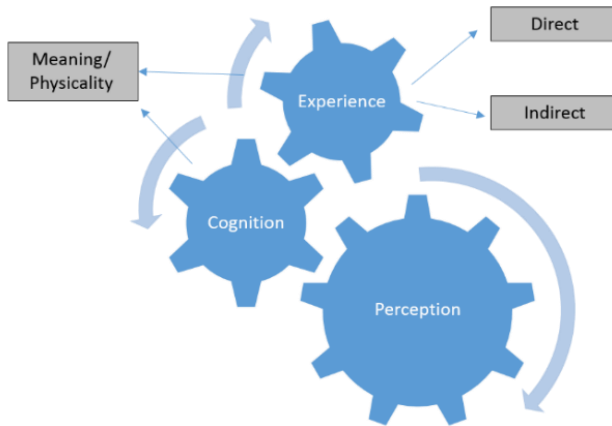 Direct
Meaning/
Physicality
Experience
Indirect
Cognition
Perception